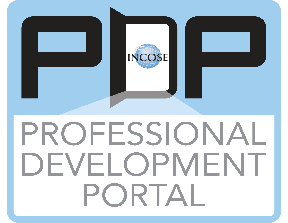 PDP
INCOSE
PROFESSIONAL
DEVELOPMENT
PORTAL